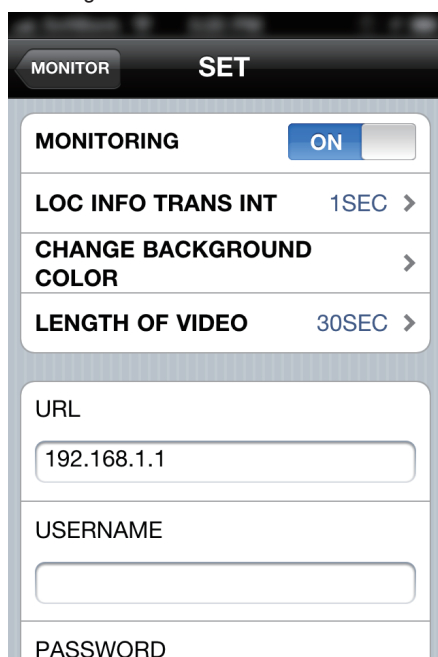 MONITOR
SET
MONITORING
ON
LOC INFO TRANS INT
1SEC
CHANGE BACKGROUND
COLOR
LENGTH OF VIDEO
30SEC
URL
192.168.1.1
USERNAME
PASSWORD